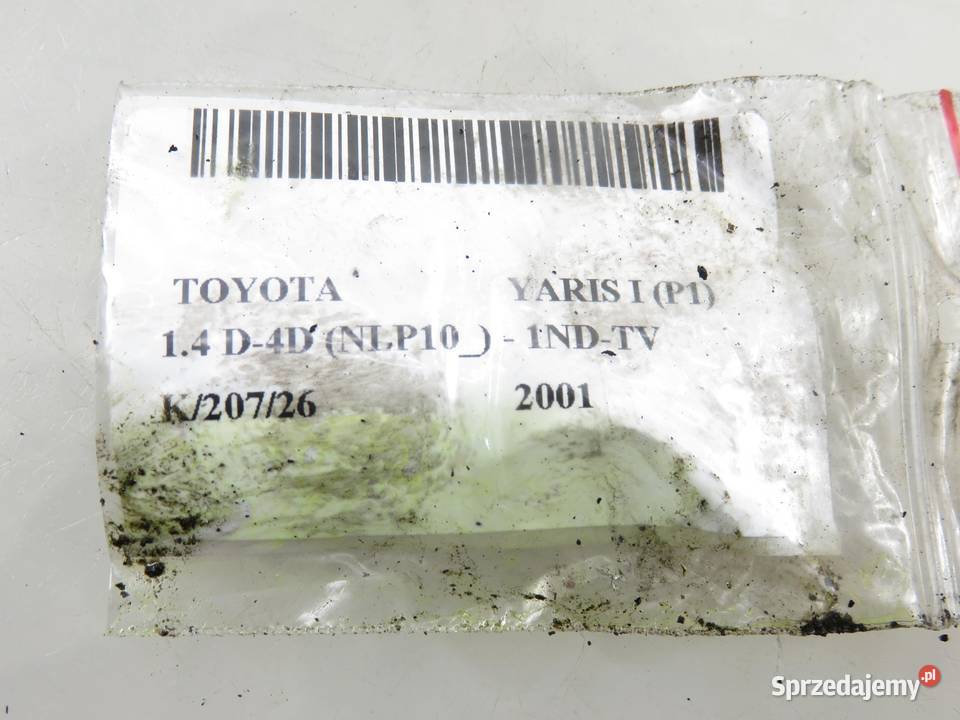 TOYOTA YARIS I (P1)
1.4 D-4D (NLP10_) - 1ND-TV
K/207/26 2001
Sprzedajemy.pl